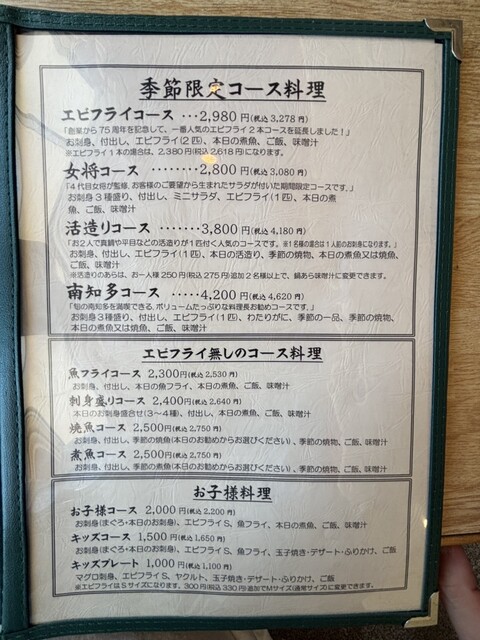 季節限定コース料理
エビフライコース …2,980円(税込3,278円)
「創業から75周年を記念して、一番人気のエビフライ2本コースを延長しました!」
お刺身、付出し、エビフライ(2匹)、本日の煮魚、ご飯、味噌汁
※エビフライ1本の場合は、2,380円(税込2,618円)になります。
女将コース ………2,800円(税込3,080円)
「4代目女将が監修、お客様のご要望から生まれたサラダが付いた期間限定コースです。」
お刺身3種盛り、付出し、ミニサラダ、エビフライ(1匹)、本日の煮
魚、ご飯、味噌汁
活造りコース ………3,800円(税込4,180円)
「お2人で真鯛や平目などの活造りが1匹付く人気のコースです。※1名様の場合は1人前のお刺身になります。」
お刺身、付出し、エビフライ(1匹)、本日の活造り、季節の焼物、本日の煮魚又は焼魚、
ご飯、味噌汁
※活造りのあらは、お一人様250円(税込275円)追加2名様以上で、鍋あら味噌汁に変更できます。
南知多コース ……4,200円(税込4,620円)
「旬の南知多を満喫できる、ボリュームたっぷりな料理長お勧めコースです。」
お刺身3種盛り、付出し、エビフライ(1匹)、わたりがに、季節の一品、季節の焼物、
本日の煮魚又は焼魚、ご飯、味噌汁
エビフライ無しのコース料理
魚フライコース 2,300円(税込2,530円)
お刺身、付出し、本日の魚フライ、本日の煮魚、ご飯、味噌汁
刺身盛りコース 2,400円(税込2,640円)
本日のお刺身盛合せ(3〜4種)、付出し、本日の煮魚、ご飯、味噌汁
焼魚コース 2,500円(税込2,750円)
お刺身、付出し、季節の焼魚(本日のお勧めからお選びください)、季節の焼物、ご飯、味噌汁
煮魚コース 2,500円(税込2,750円)
お刺身、付出し、季節の煮魚(本日のお勧めからお選びください)、季節の焼物、ご飯、味噌汁
お子様料理
お子様コース 2,000円(税込2,200円)
お刺身(まぐろ・本日のお刺身)、エビフライS、魚フライ、本日の煮魚、ご飯、味噌汁
キッズコース 1,500円(税込1,650円)
お刺身(まぐろ・本日のお刺身)、エビフライS、魚フライ、玉子焼き・デザート・ふりかけ、ご飯
キッズプレート 1,000円(税込1,100円)
マグロ刺身、エビフライS、ヤクルト、玉子焼き・デザート・ふりかけ、ご飯
※エビフライはSサイズになります。300円(税込330円)追加でMサイズ(通常サイズ)に変更できます。